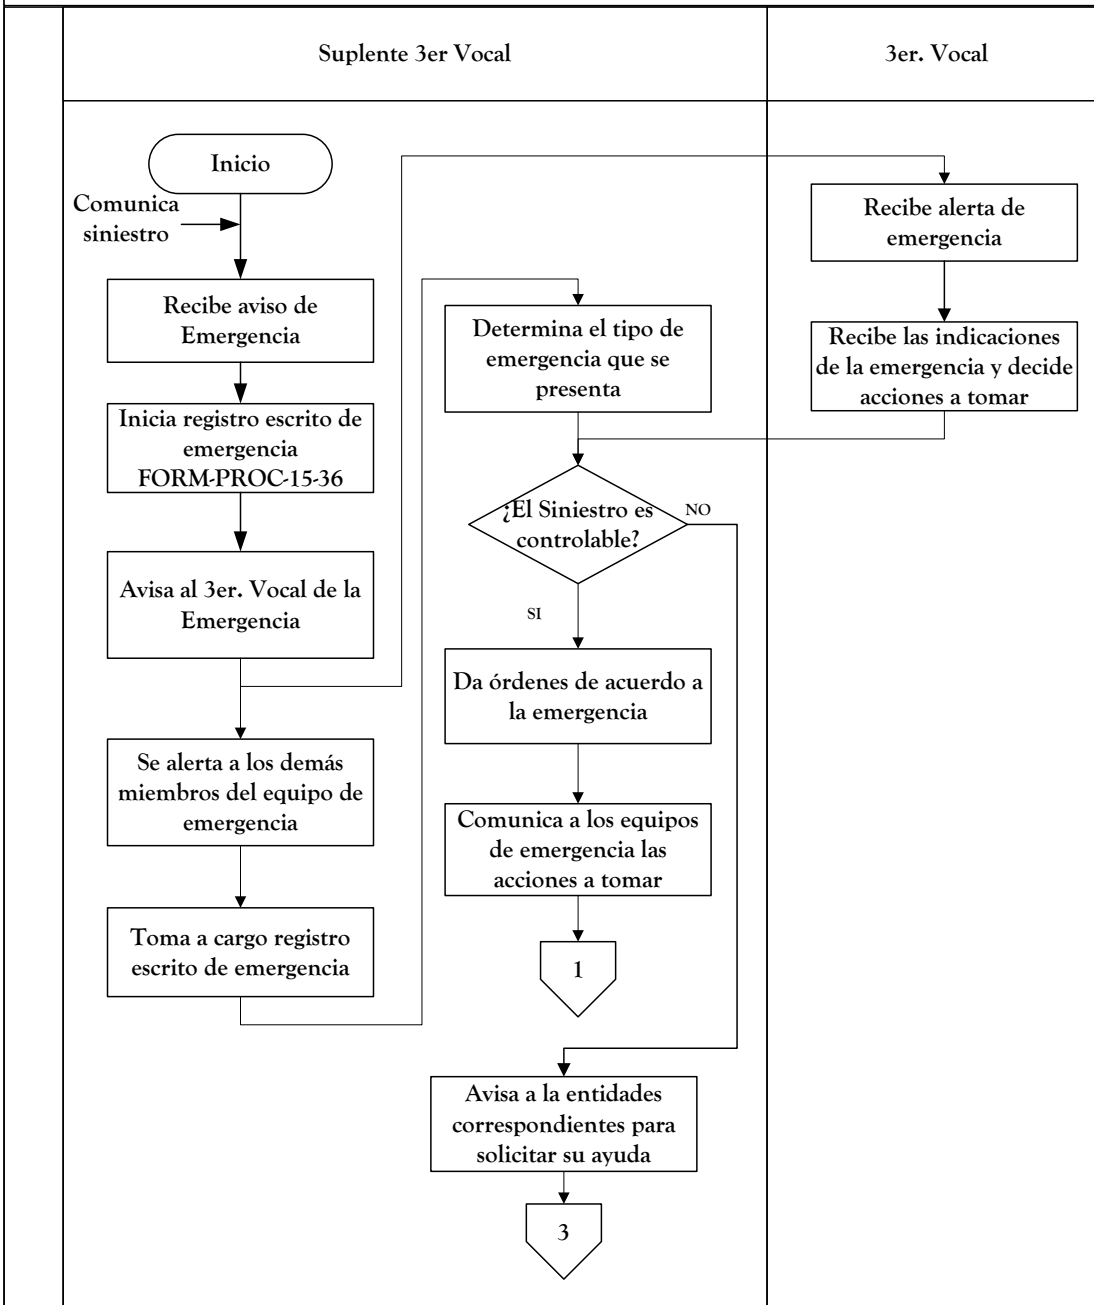 Suplente 3er Vocal
3er. Vocal
Inicio
Comunica
siniestro
Recibe aviso de
Emergencia
Inicia registro escrito de
emergencia
FORM-PROC-15-36
Avisa al 3er. Vocal de la
Emergencia
Se alerta a los demás
miembros del equipo de
emergencia
Toma a cargo registro
escrito de emergencia
Determina el tipo de
emergencia que se
presenta
¿El Siniestro es
controlable?
NO
SI
Da órdenes de acuerdo a
la emergencia
Comunica a los equipos
de emergencia las
acciones a tomar
1
Avisa a la entidades
correspondientes para
solicitar su ayuda
3
Recibe alerta de
emergencia
Recibe las indicaciones
de la emergencia y decide
acciones a tomar